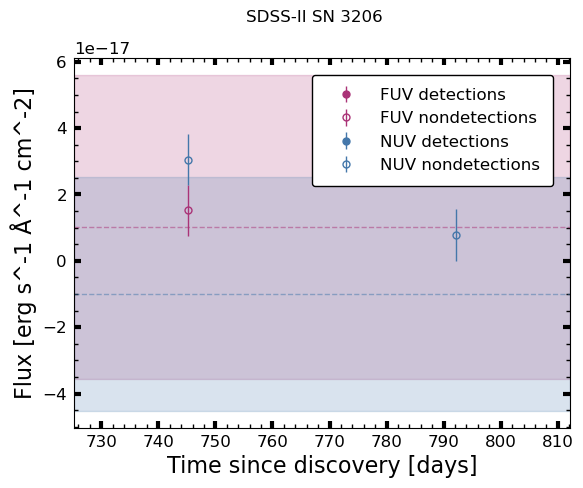 SDSS-II SN 3206
1e−17
6
4
2
0
−2
−4
Flux [erg s^-1 Å^-1 cm^-2]
FUV detections
FUV nondetections
NUV detections
NUV nondetections
730 740 750 760 770 780 790 800 810
Time since discovery [days]